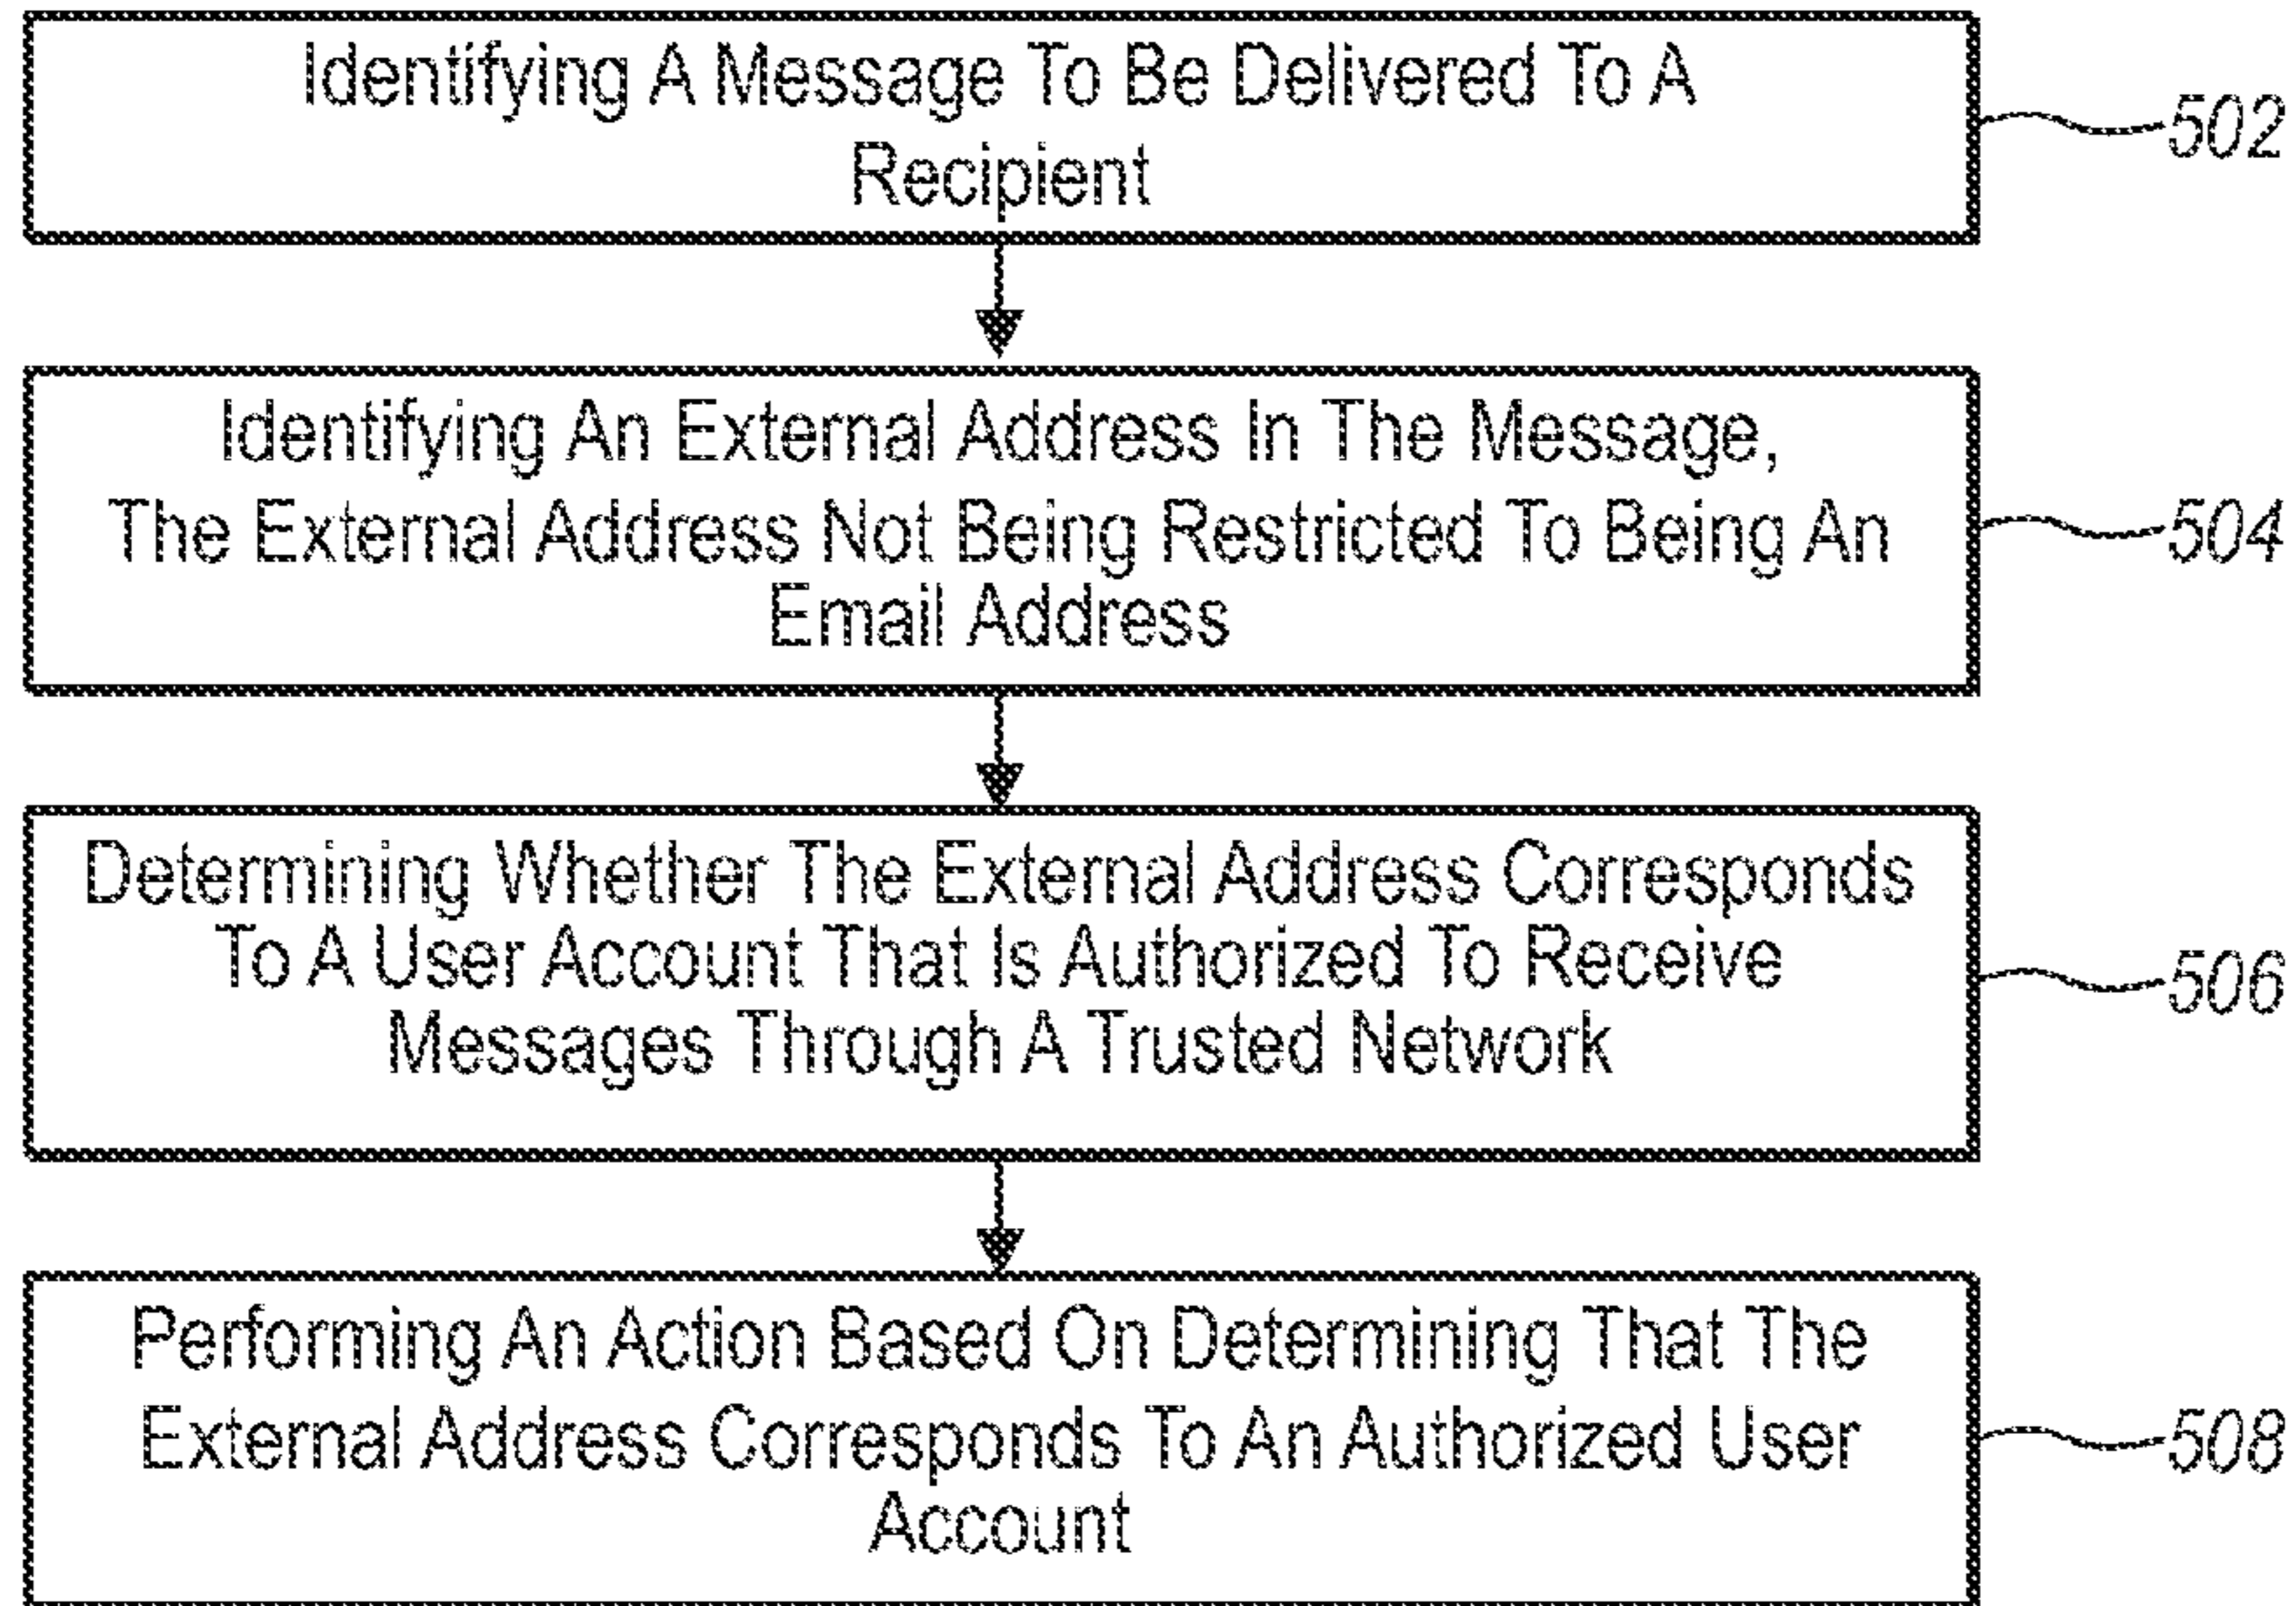 Identifying A Message To Be Delivered To A
Recipient
502
Identifying An External Address In The Message,
The External Address Not Being Restricted To Being An
Email Address
504
Determining Whether The External Address Corresponds
To A User Account That Is Authorized To Receive
Messages Through A Trusted Network
506
Performing An Action Based On Determining That The
External Address Corresponds To An Authorized User
Account
508